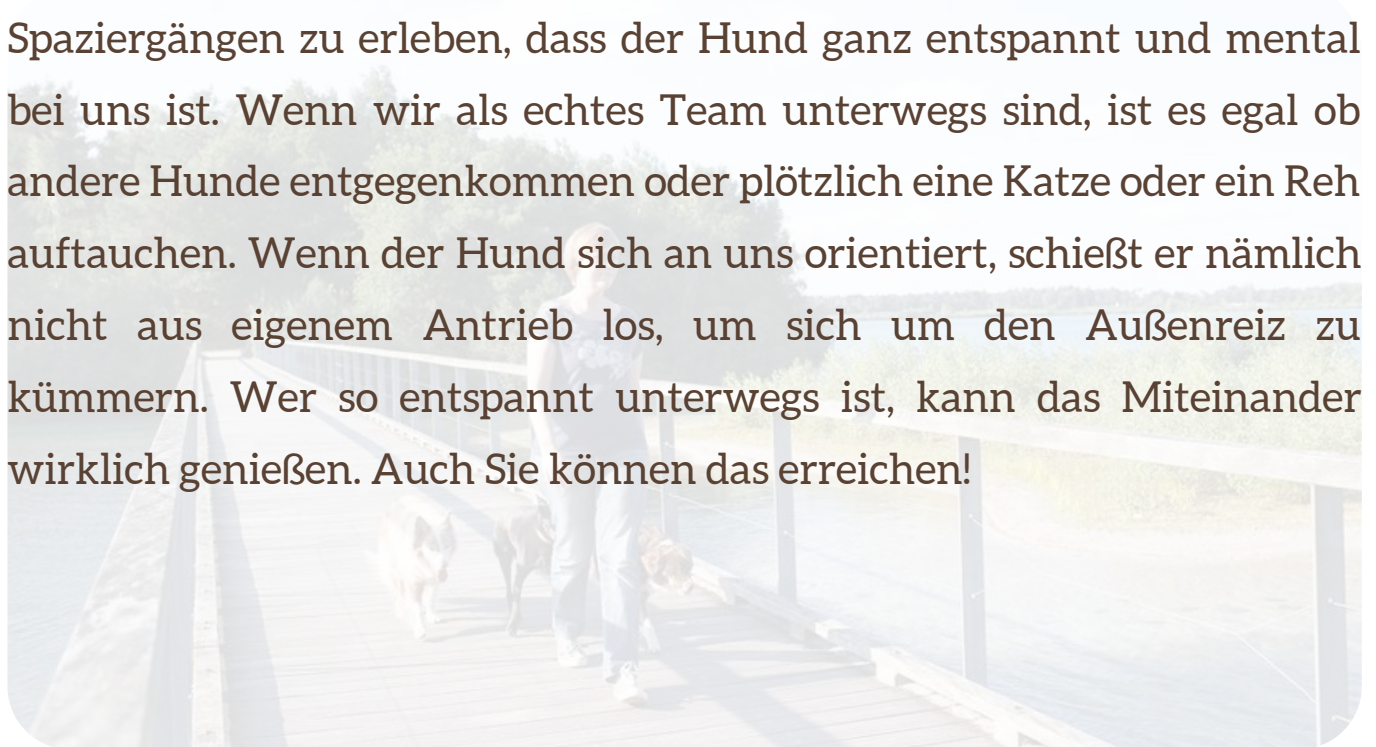 Spaziergängen zu erleben, dass der Hund ganz entspannt und mental
bei uns ist. Wenn wir als echtes Team unterwegs sind, ist es egal ob
andere Hunde entgegenkommen oder plötzlich eine Katze oder ein Reh
auftauchen. Wenn der Hund sich an uns orientiert, schießt er nämlich
nicht aus eigenem Antrieb los, um sich um den Außenreiz zu
kümmern. Wer so entspannt unterwegs ist, kann das Miteinander
wirklich genießen. Auch Sie können das erreichen!